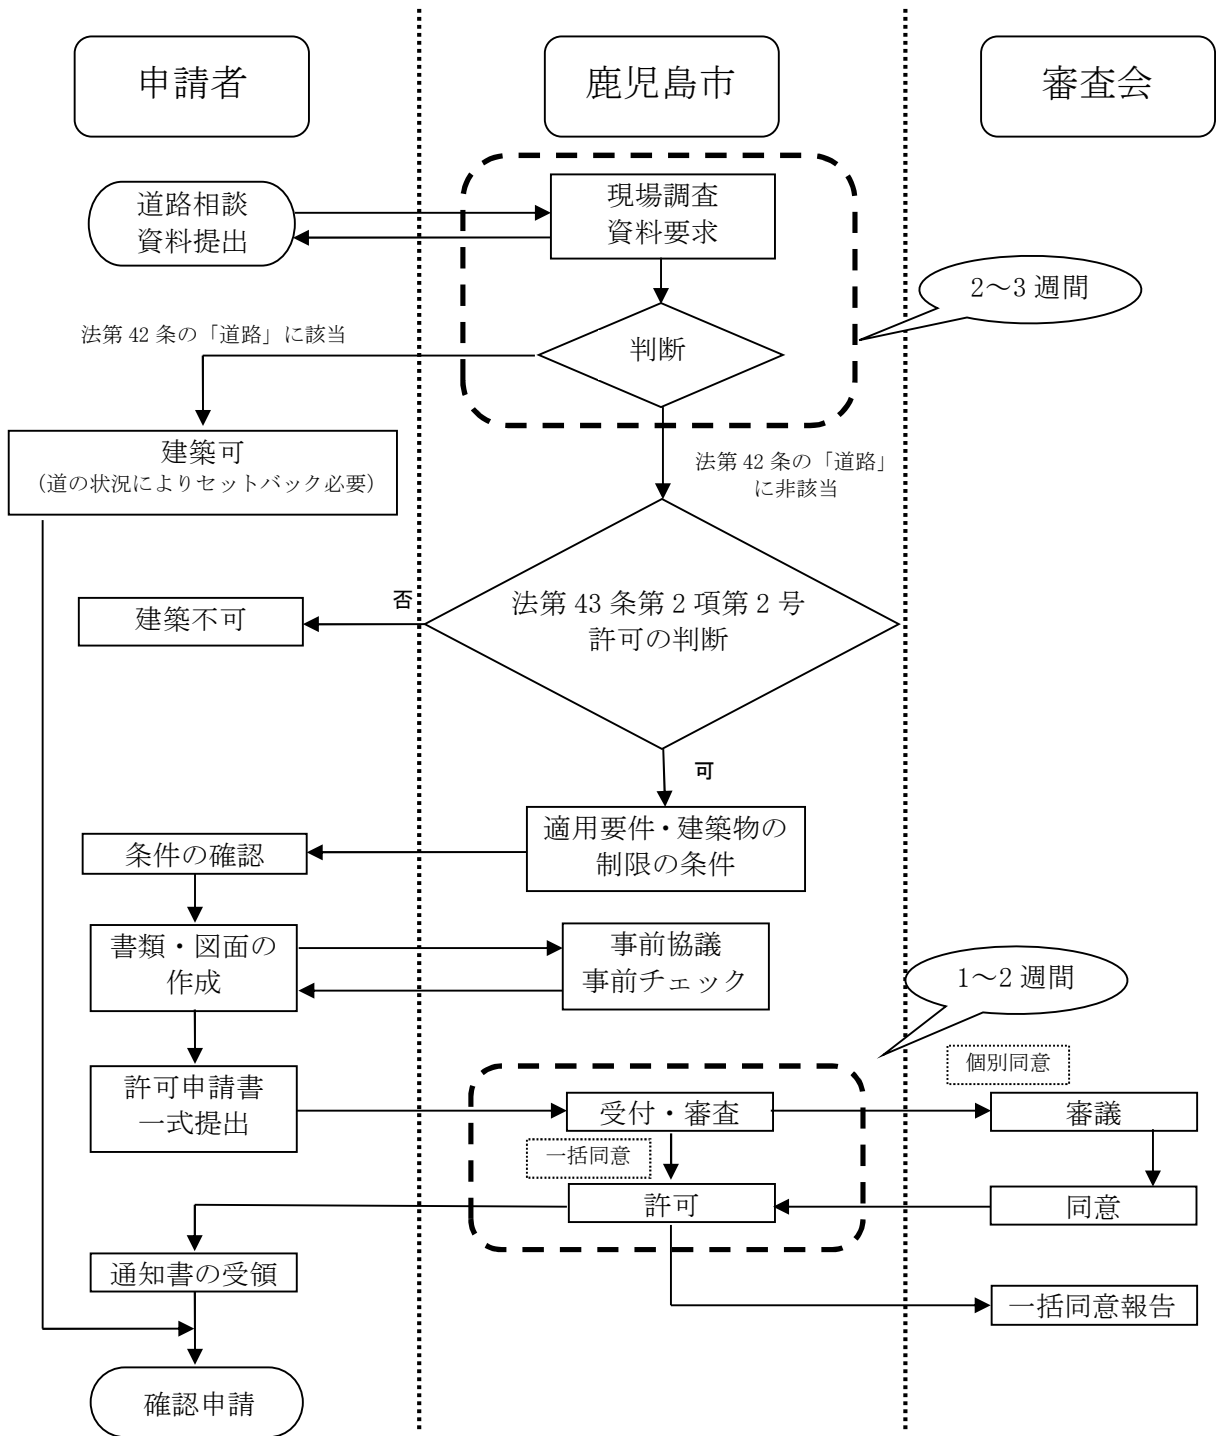 申請者
鹿児島市
審査会
道路相談
資料提出
現場調査
資料要求
2～3 週間
法第 42 条の「道路」に該当
判断
建築可
(道の状況によりセットバック必要)
法第 42 条の「道路」
に非該当
否
建築不可
法第 43 条第 2 項第 2 号
許可の判断
可
適用要件・建築物の
制限の条件
条件の確認
書類・図面の
作成
事前協議
事前チェック
1～2 週間
個別同意
許可申請書
一式提出
受付・審査
審議
一括同意
許可
同意
通知書の受領
一括同意報告
確認申請